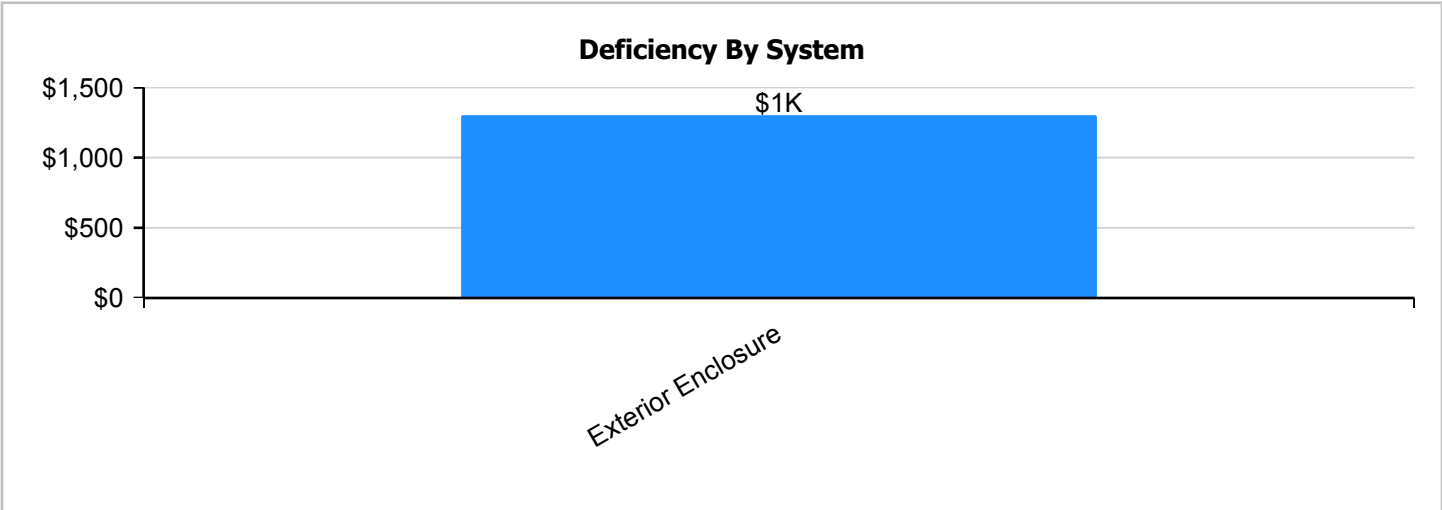 Deficiency By System
$1,500
$1K
$1,000
$500
$0
Exterior Enclosure